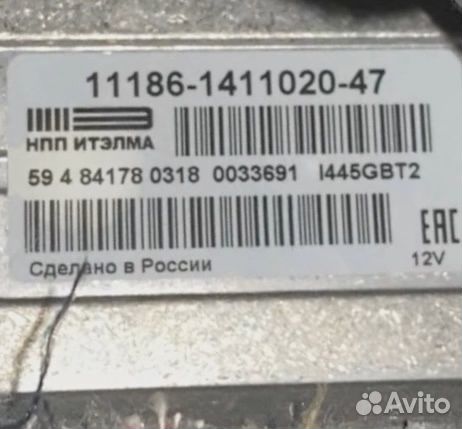 11186-1411020-47
НПП ИТЭЛМА
59 4 84178 0318 0033691 I445GBT2
EAC
Сделано в России
12V
Avito